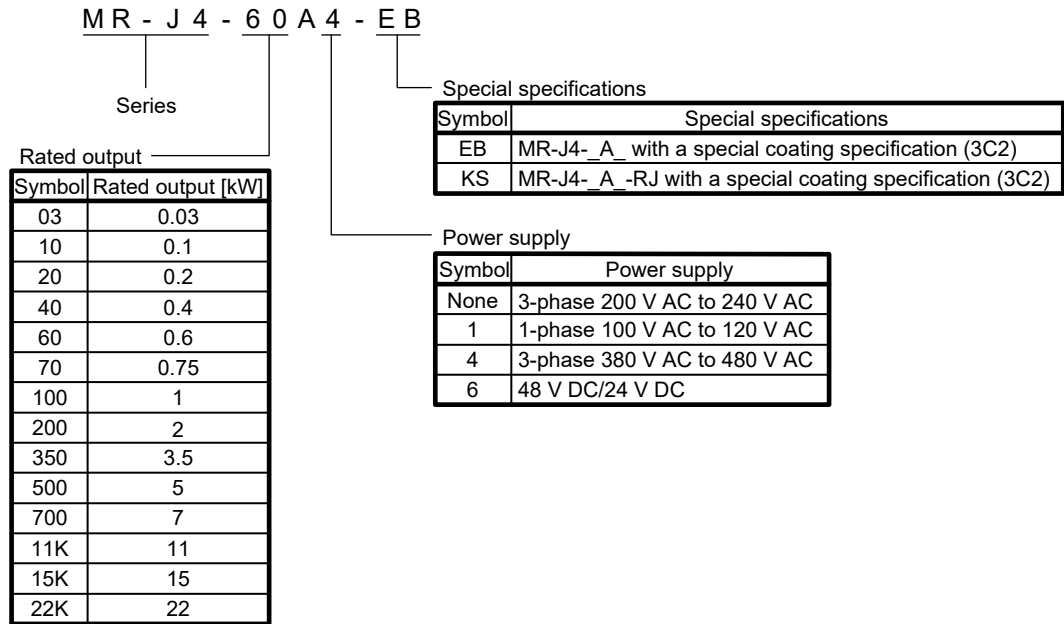 MR-J4-60A4-EB
Series
Rated output
Symbol Rated output [kW]
03 0.03
10 0.1
20 0.2
40 0.4
60 0.6
70 0.75
100 1
200 2
350 3.5
500 5
700 7
11K 11
15K 15
22K 22
Special specifications
Symbol Special specifications
EB MR-J4-_A_ with a special coating specification (3C2)
KS MR-J4-_A_-RJ with a special coating specification (3C2)
Power supply
Symbol Power supply
None 3-phase 200 V AC to 240 V AC
1 1-phase 100 V AC to 120 V AC
4 3-phase 380 V AC to 480 V AC
6 48 V DC/24 V DC